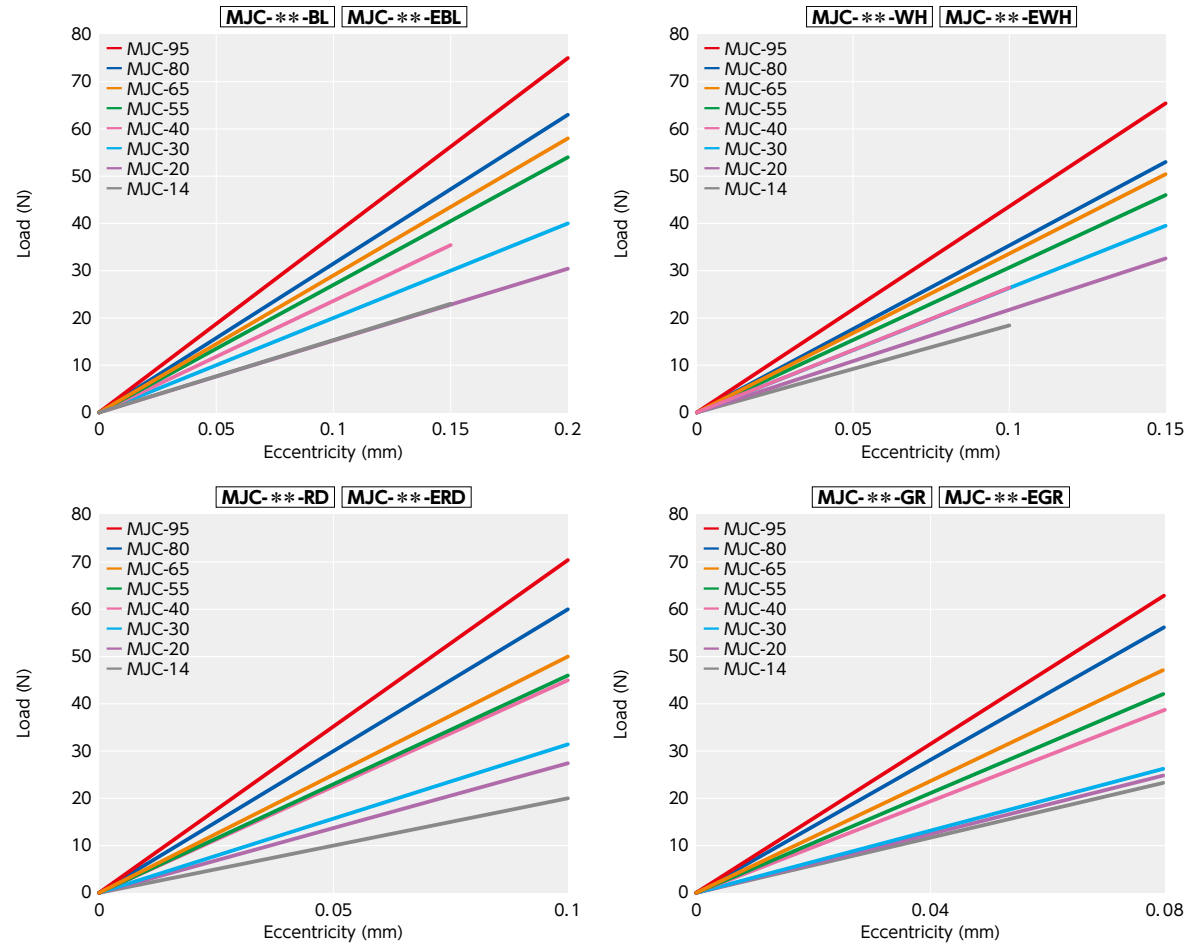 MJC-**-BL MJC-**-EBL
80
70
60
50
40
30
20
10
0
Load (N)
MJC-95
MJC-80
MJC-65
MJC-55
MJC-40
MJC-30
MJC-20
MJC-14
0 0.05 0.1 0.15 0.2
Eccentricity (mm)
MJC-**-WH MJC-**-EWH
80
70
60
50
40
30
20
10
0
Load (N)
MJC-95
MJC-80
MJC-65
MJC-55
MJC-40
MJC-30
MJC-20
MJC-14
0 0.05 0.1 0.15
Eccentricity (mm)
MJC-**-RD MJC-**-ERD
80
70
60
50
40
30
20
10
0
Load (N)
MJC-95
MJC-80
MJC-65
MJC-55
MJC-40
MJC-30
MJC-20
MJC-14
0 0.05 0.1
Eccentricity (mm)
MJC-**-GR MJC-**-EGR
80
70
60
50
40
30
20
10
0
Load (N)
MJC-95
MJC-80
MJC-65
MJC-55
MJC-40
MJC-30
MJC-20
MJC-14
0 0.04 0.08
Eccentricity (mm)